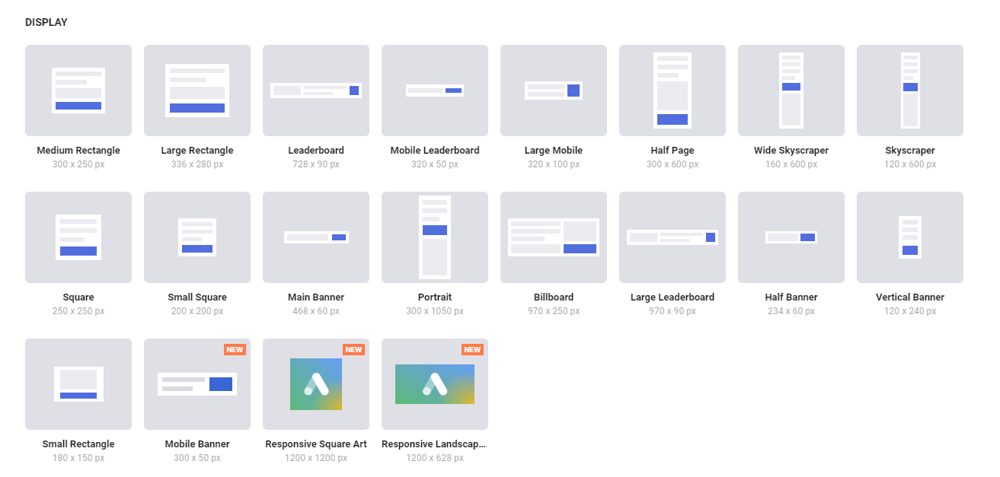 DISPLAY
Medium Rectangle
300 x 250 px
Large Rectangle
336 x 280 px
Leaderboard
728 x 90 px
Mobile Leaderboard
320 x 50 px
Large Mobile
320 x 100 px
Half Page
300 x 600 px
Wide Skyscraper
160 x 600 px
Skyscraper
120 x 600 px
Square
250 x 250 px
Small Square
200 x 200 px
Main Banner
468 x 60 px
Portrait
300 x 1050 px
Billboard
970 x 250 px
Large Leaderboard
970 x 90 px
Half Banner
234 x 60 px
Vertical Banner
120 x 240 px
Small Rectangle
180 x 150 px
NEW
Mobile Banner
300 x 50 px
NEW
Responsive Square Art
1200 x 1200 px
NEW
Responsive Landscap...
1200 x 628 px